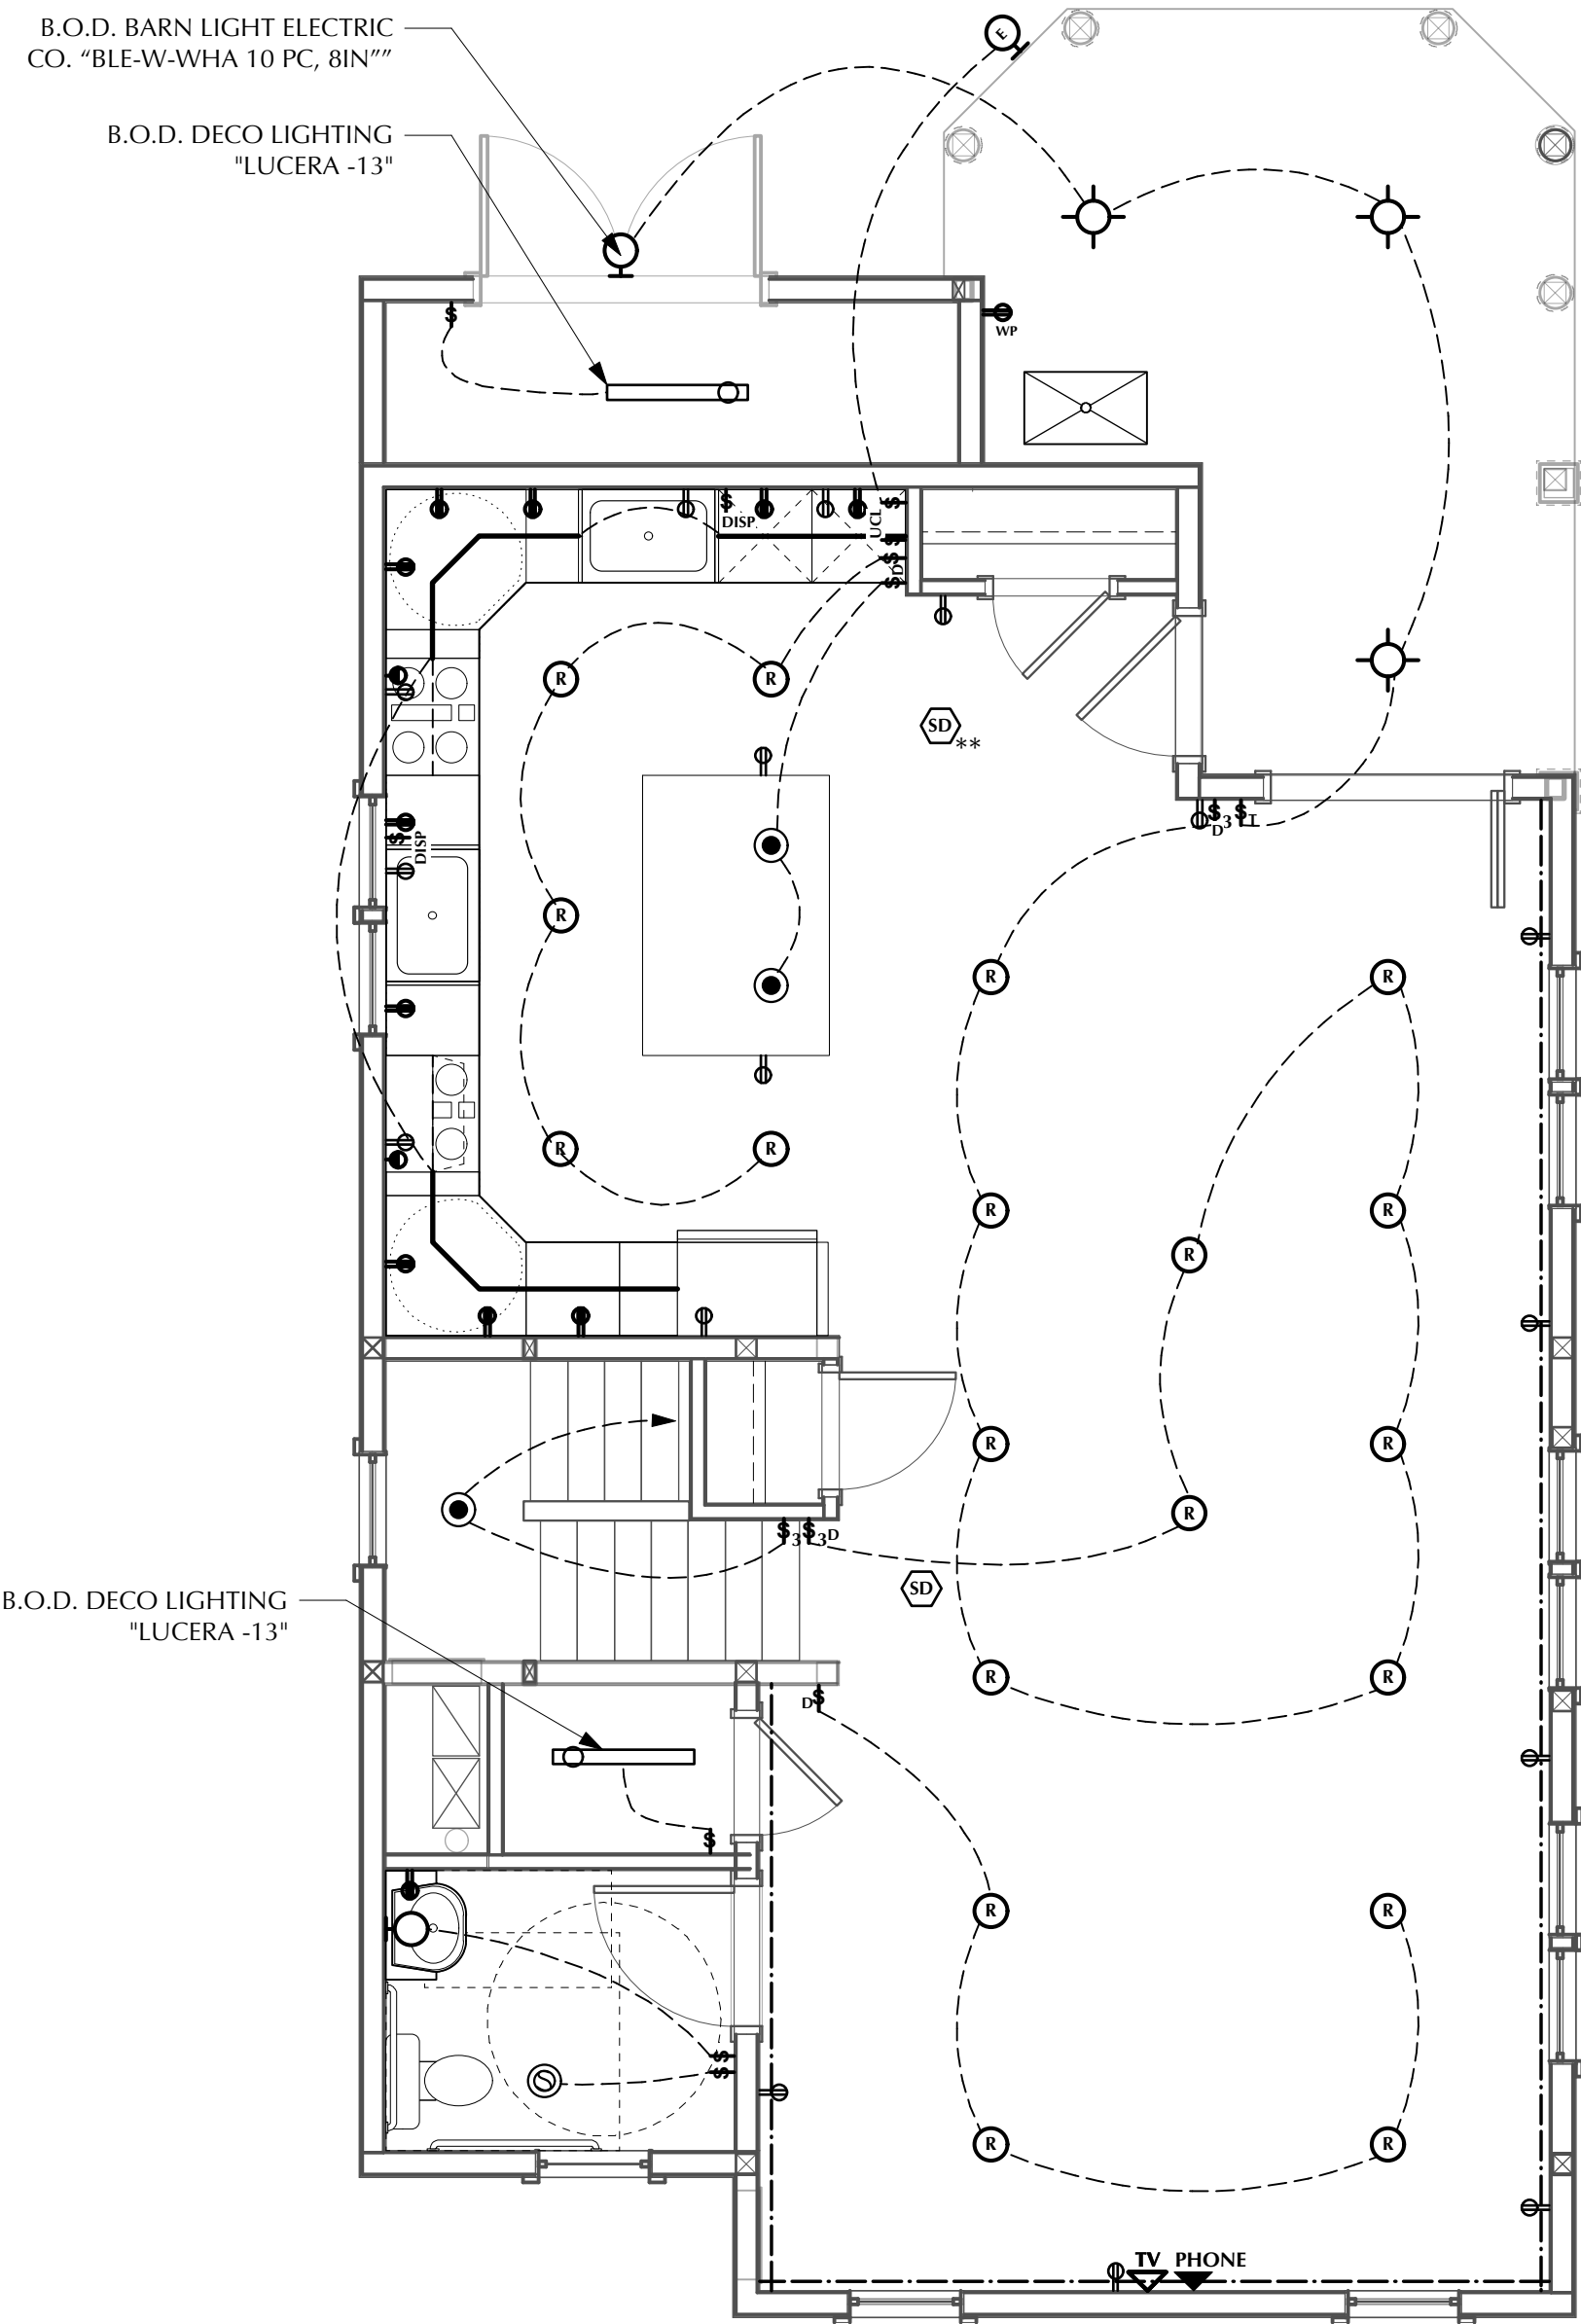 B.O.D. BARN LIGHT ELECTRIC
CO. “BLE-W-WHA 10 PC, 8IN””
B.O.D. DECO LIGHTING
"LUCERA -13"
E
$
WP
$
DISP
UCL
$
$
$
D
$
R
R
SD
**
$
D
3
$
T
$
DISP
R
R
R
R
R
R
R
R
R
R
R
R
$
3
$
3
D
SD
B.O.D. DECO LIGHTING
"LUCERA -13"
R
R
D
$
$
R
R
$
$
S
R
R
TV
PHONE